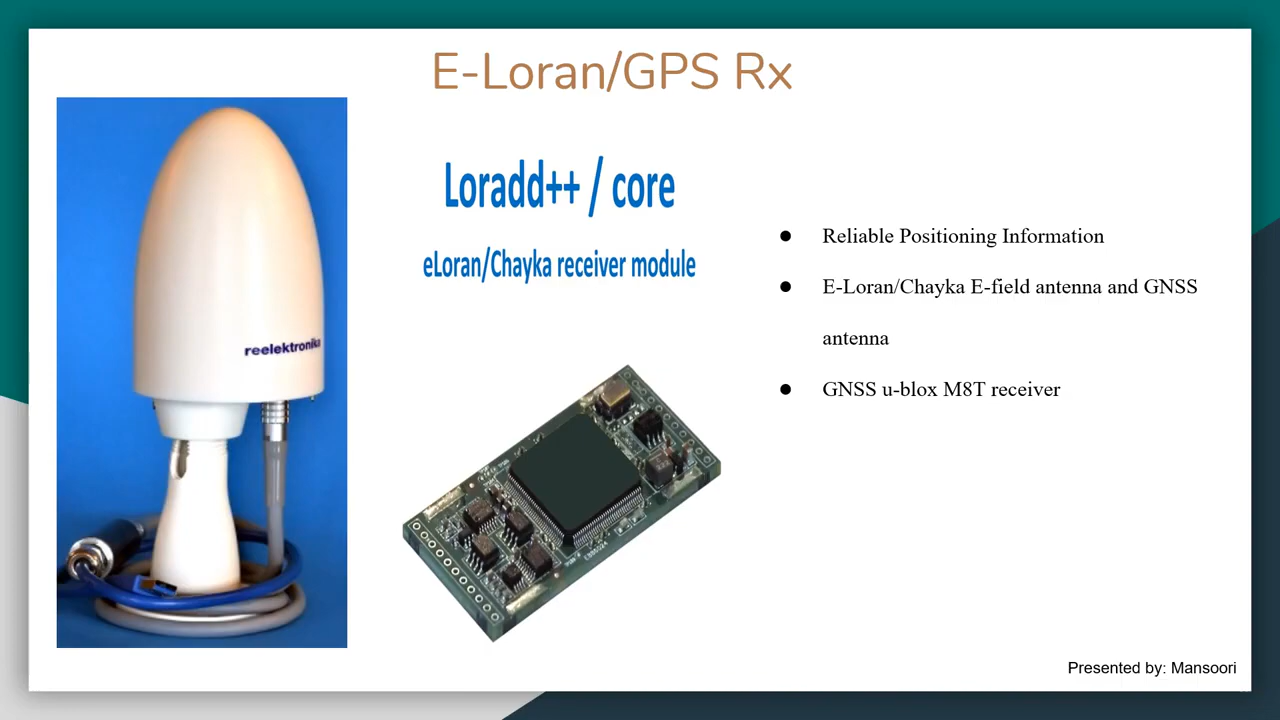 E-Loran/GPS Rx
reelektronika
Loradd++ / core
eLoran/Chayka receiver module
● Reliable Positioning Information
● E-Loran/Chayka E-field antenna and GNSS
antenna
● GNSS u-blox M8T receiver
Presented by: Mansoori